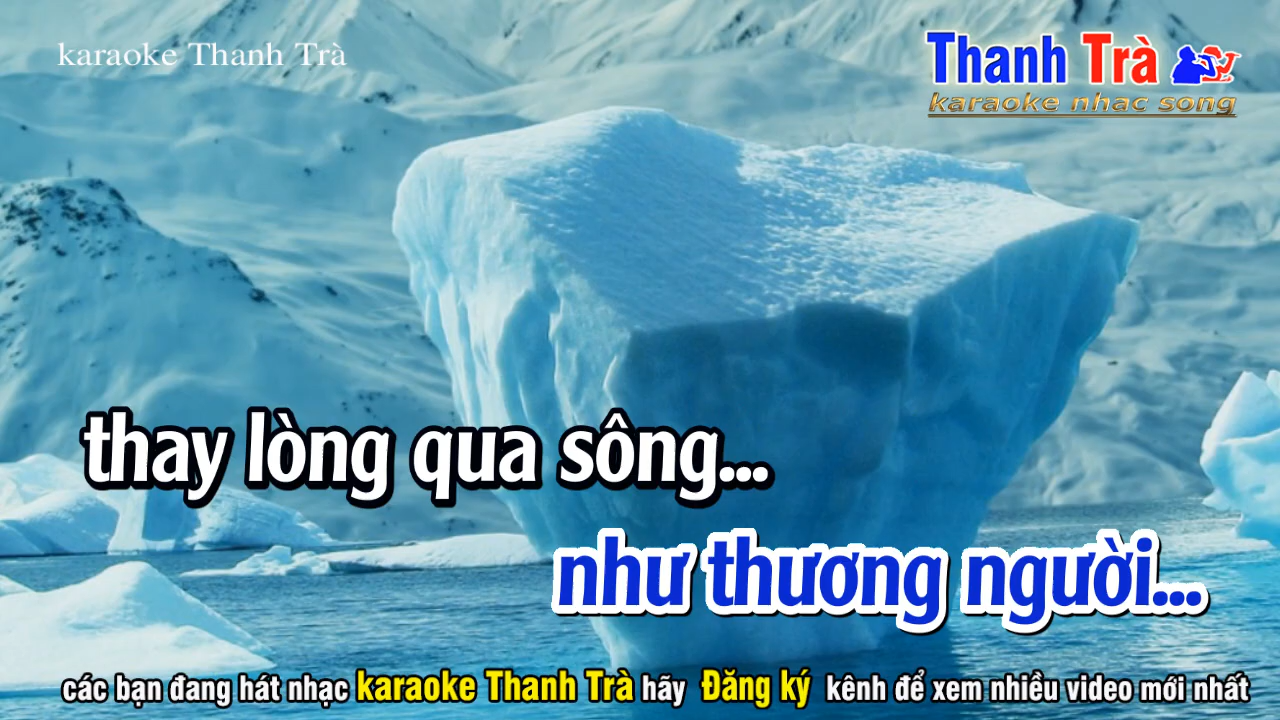 karaoke Thanh Trà
Thanh Trà
karaoke nhac song
thay lòng qua sông...
như thương người...
các bạn đang hát nhạc karaoke Thanh Trà hãy Đăng ký kênh để xem nhiều video mới nhất